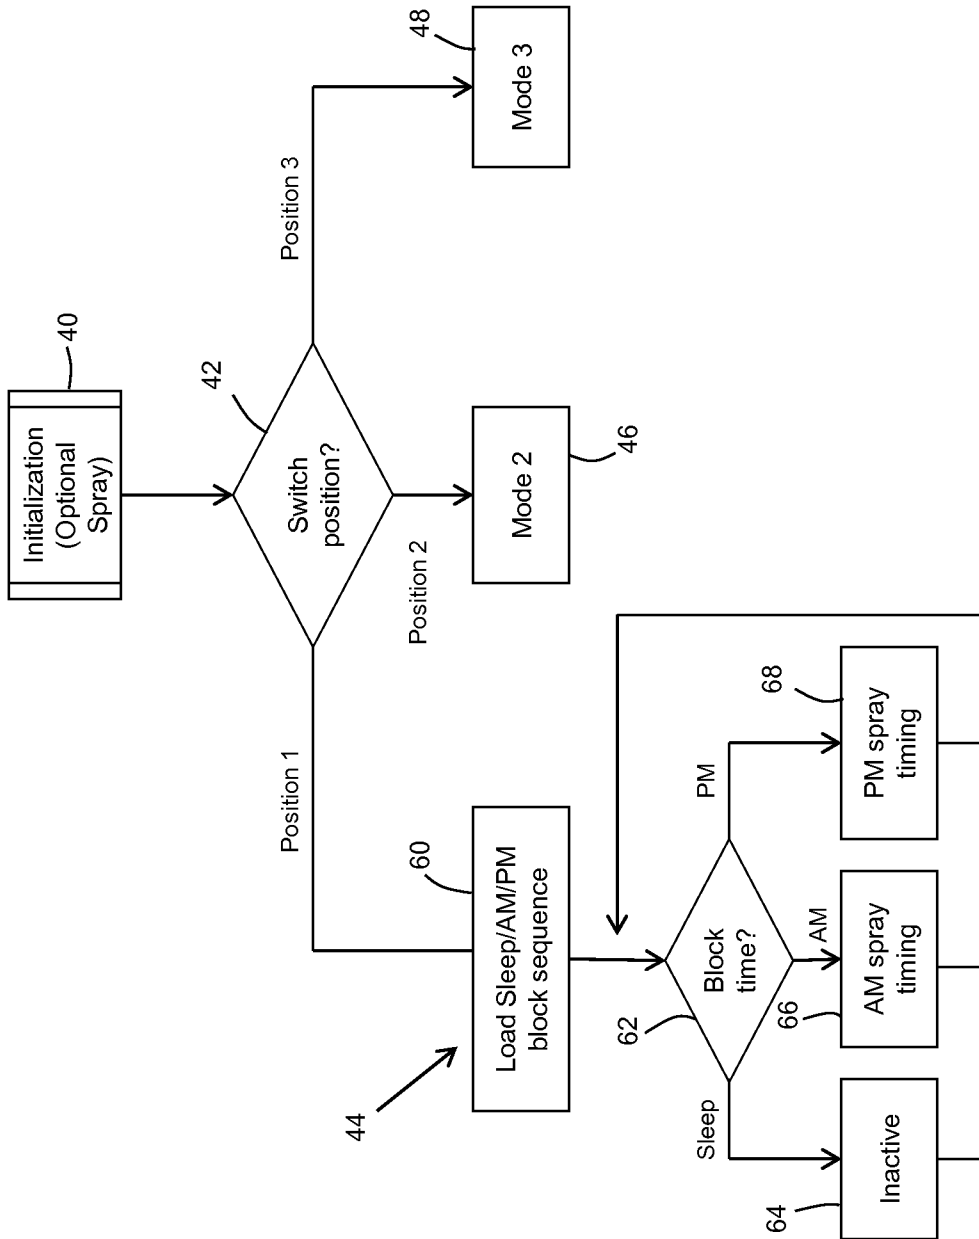 Initialization
(Optional
Spray)
40
Switch
position?
42
Position 1
Position 2
Position 3
Mode 2
46
Mode 3
48
44
Load Sleep/AM/PM
block sequence
60
Block
time?
62
Sleep
AM
PM
Inactive
64
AM spray
timing
66
PM spray
timing
68